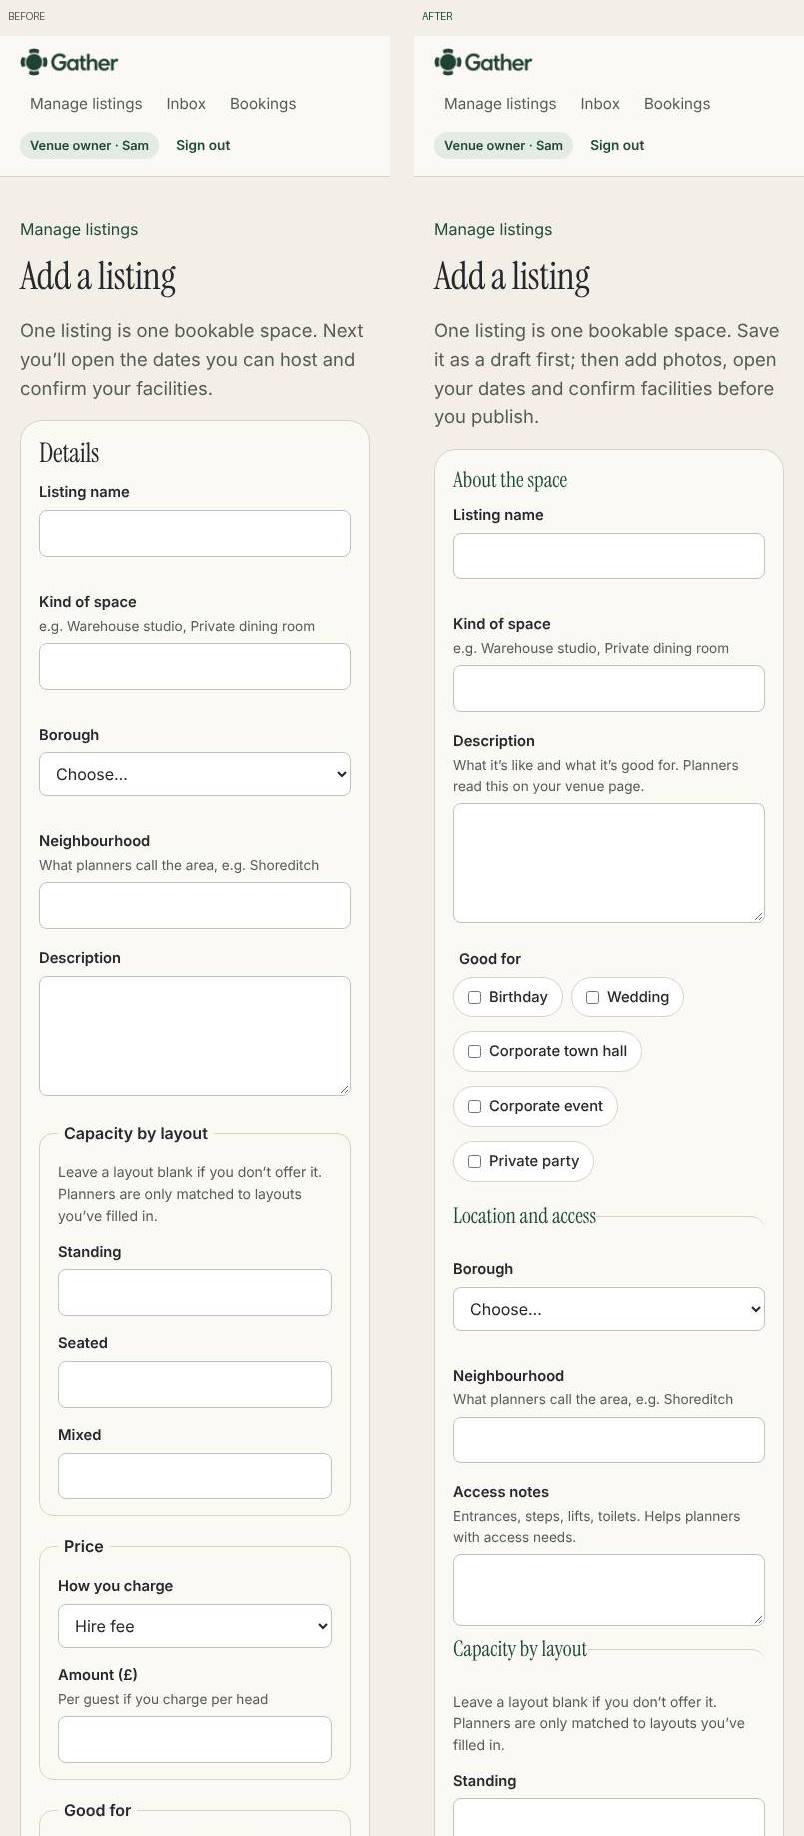 BEFORE
Gather
Manage listings Inbox Bookings
Venue owner · Sam Sign out
Manage listings
Add a listing
One listing is one bookable space. Next
you’ll open the dates you can host and
confirm your facilities.
Details
Listing name
Kind of space
e.g. Warehouse studio, Private dining room
Borough
Choose…
Neighbourhood
What planners call the area, e.g. Shoreditch
Description
Capacity by layout
Leave a layout blank if you don’t offer it.
Planners are only matched to layouts
you’ve filled in.
Standing
Seated
Mixed
Price
How you charge
Hire fee
Amount (£)
Per guest if you charge per head
Good for
AFTER
Gather
Manage listings Inbox Bookings
Venue owner · Sam Sign out
Manage listings
Add a listing
One listing is one bookable space. Save
it as a draft first; then add photos, open
your dates and confirm facilities before
you publish.
About the space
Listing name
Kind of space
e.g. Warehouse studio, Private dining room
Description
What it’s like and what it’s good for. Planners
read this on your venue page.
Good for
Birthday Wedding
Corporate town hall
Corporate event
Private party
Location and access
Borough
Choose…
Neighbourhood
What planners call the area, e.g. Shoreditch
Access notes
Entrances, steps, lifts, toilets. Helps planners
with access needs.
Capacity by layout
Leave a layout blank if you don’t offer it.
Planners are only matched to layouts you’ve
filled in.
Standing